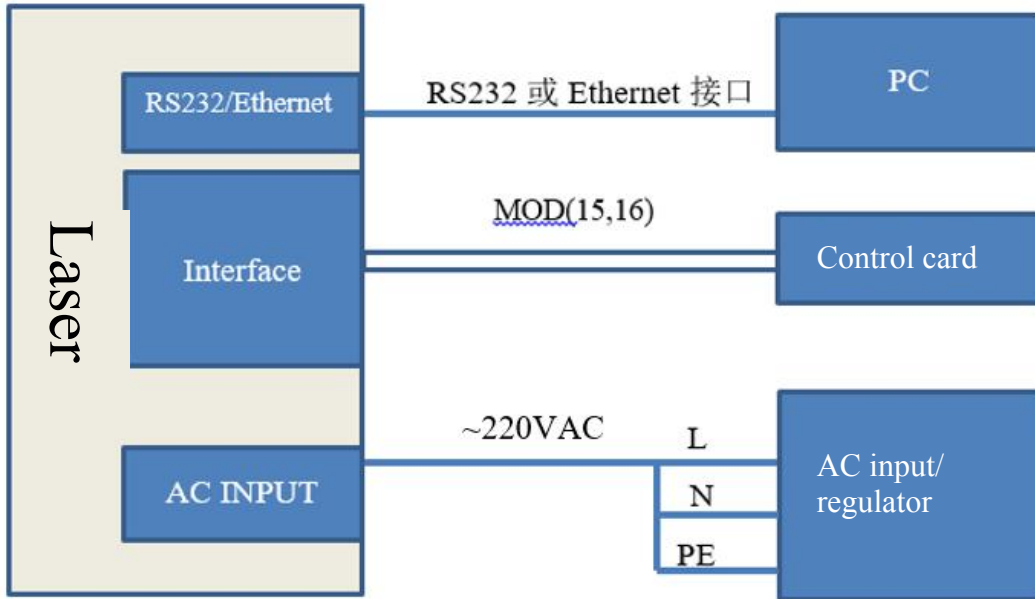 Laser
RS232/Ethernet
RS232 或 Ethernet 接口
PC
Interface
MOD(15,16)
Control card
AC INPUT
~220VAC
L
N
PE
AC input/
regulator